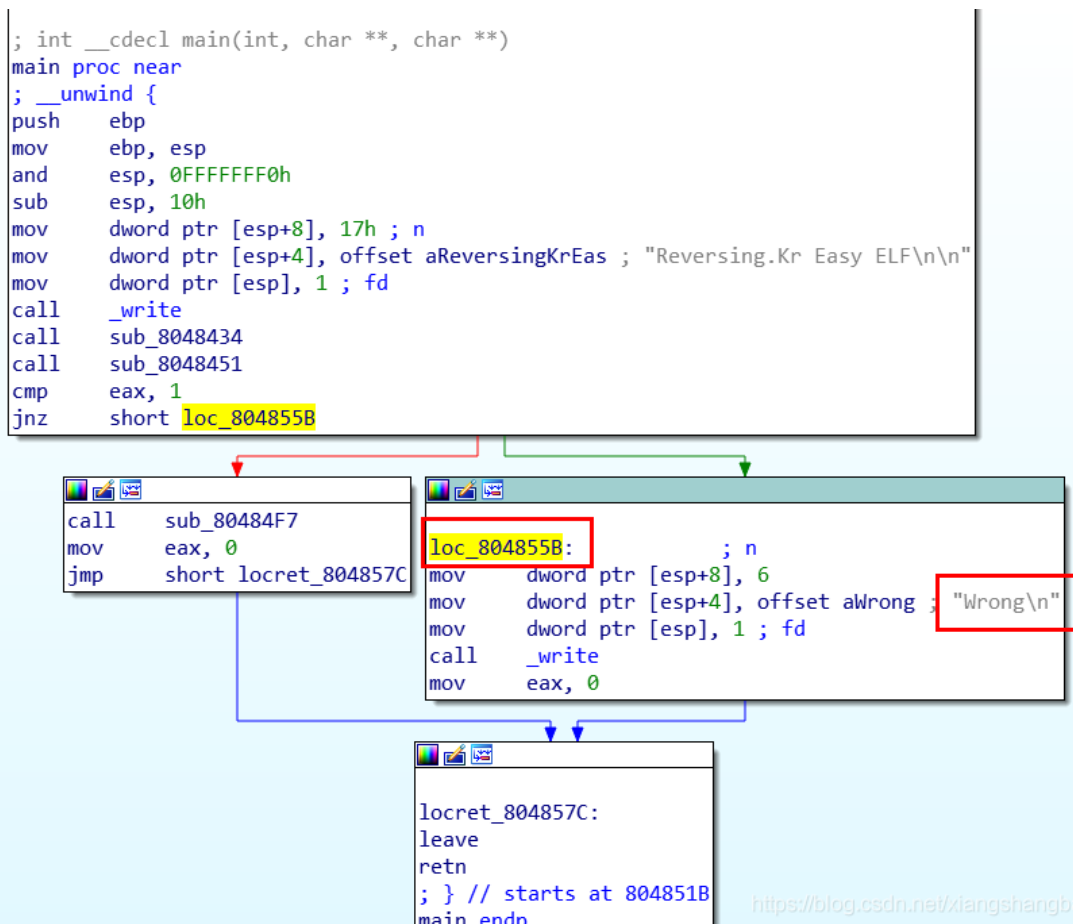 ; int __cdecl main(int, char **, char **)
main proc near
; __unwind {
push ebp
mov ebp, esp
and esp, 0FFFFFFF0h
sub esp, 10h
mov dword ptr [esp+8], 17h ; n
mov dword ptr [esp+4], offset aReversingKrEas ; "Reversing.Kr Easy ELF\n\n"
mov dword ptr [esp], 1 ; fd
call _write
call sub_8048434
call sub_8048451
cmp eax, 1
jnz short loc_804855B
call sub_80484F7
mov eax, 0
jmp short locret_804857C
loc_804855B: ; n
mov dword ptr [esp+8], 6
mov dword ptr [esp+4], offset aWrong ; "Wrong\n"
mov dword ptr [esp], 1 ; fd
call _write
mov eax, 0
locret_804857C:
leave
retn
; } // starts at 804851B
main endp
https://blog.csdn.net/xiangshangb